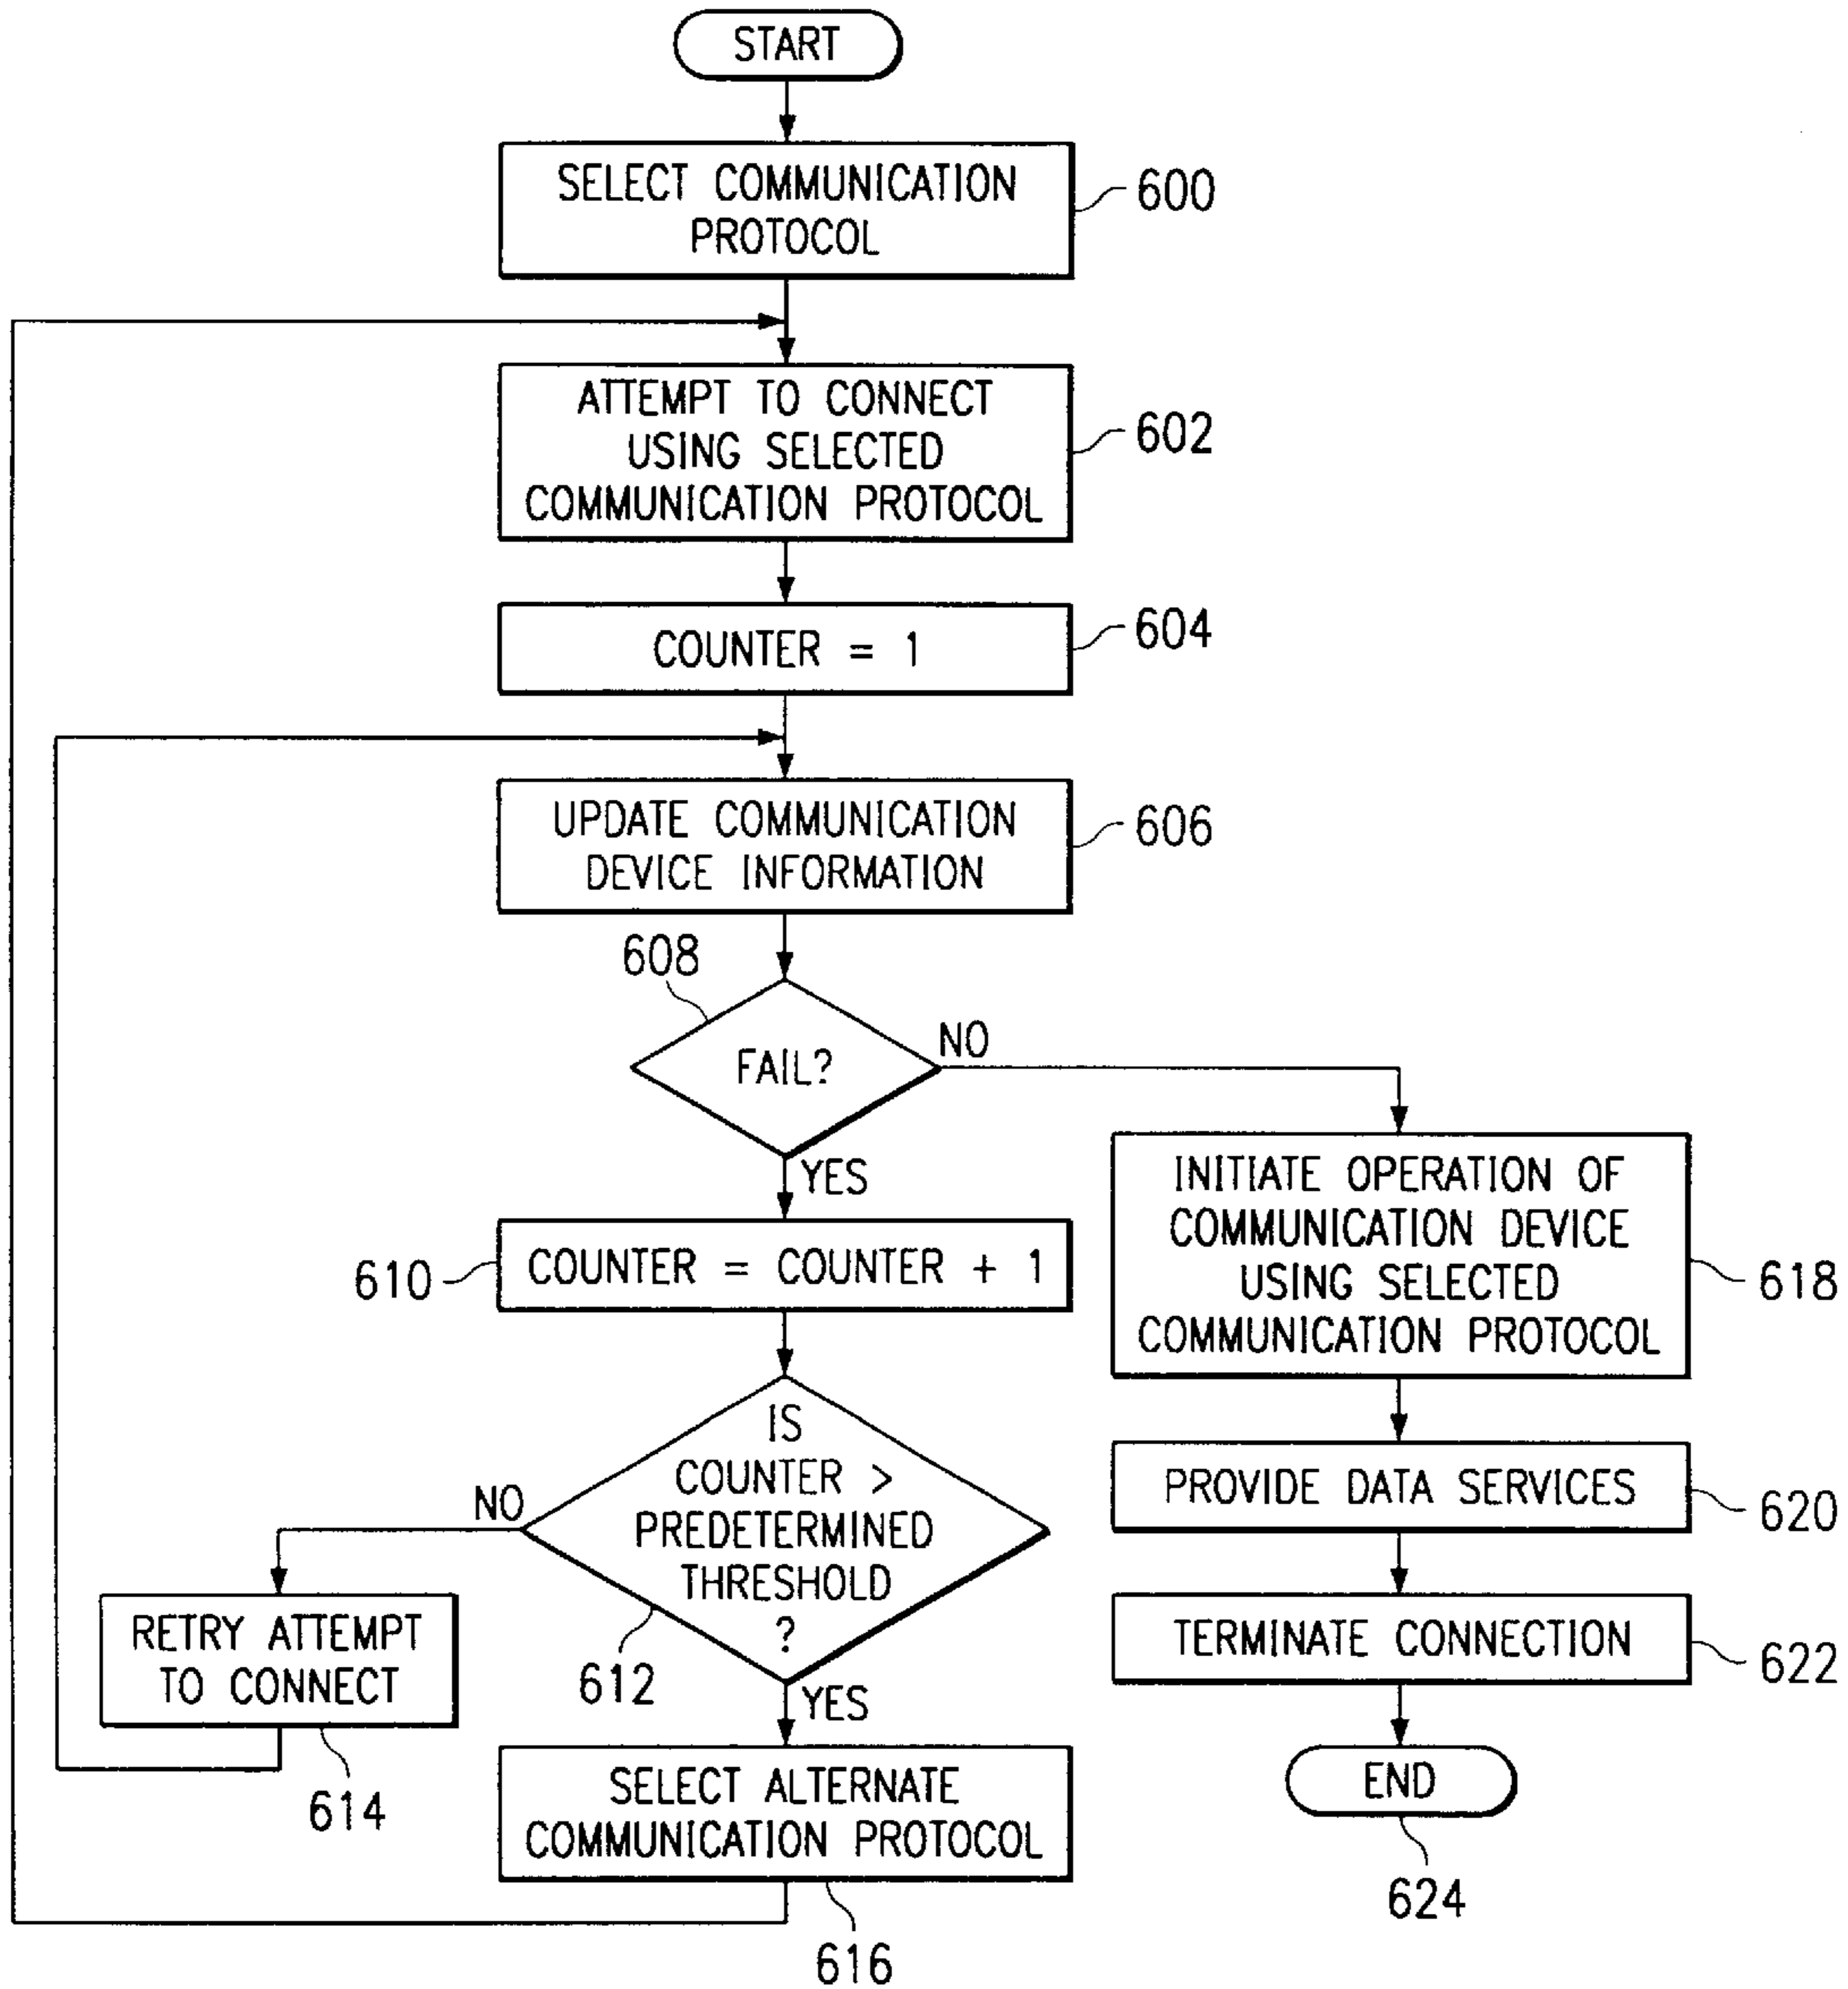 START
SELECT COMMUNICATION
PROTOCOL
600
ATTEMPT TO CONNECT
USING SELECTED
COMMUNICATION PROTOCOL
602
COUNTER = 1
604
UPDATE COMMUNICATION
DEVICE INFORMATION
606
608
FAIL?
NO
YES
COUNTER = COUNTER + 1
610
IS
COUNTER >
PREDETERMINED
THRESHOLD
?
612
NO
YES
RETRY ATTEMPT
TO CONNECT
614
SELECT ALTERNATE
COMMUNICATION PROTOCOL
616
INITIATE OPERATION OF
COMMUNICATION DEVICE
USING SELECTED
COMMUNICATION PROTOCOL
618
PROVIDE DATA SERVICES
620
TERMINATE CONNECTION
622
END
624